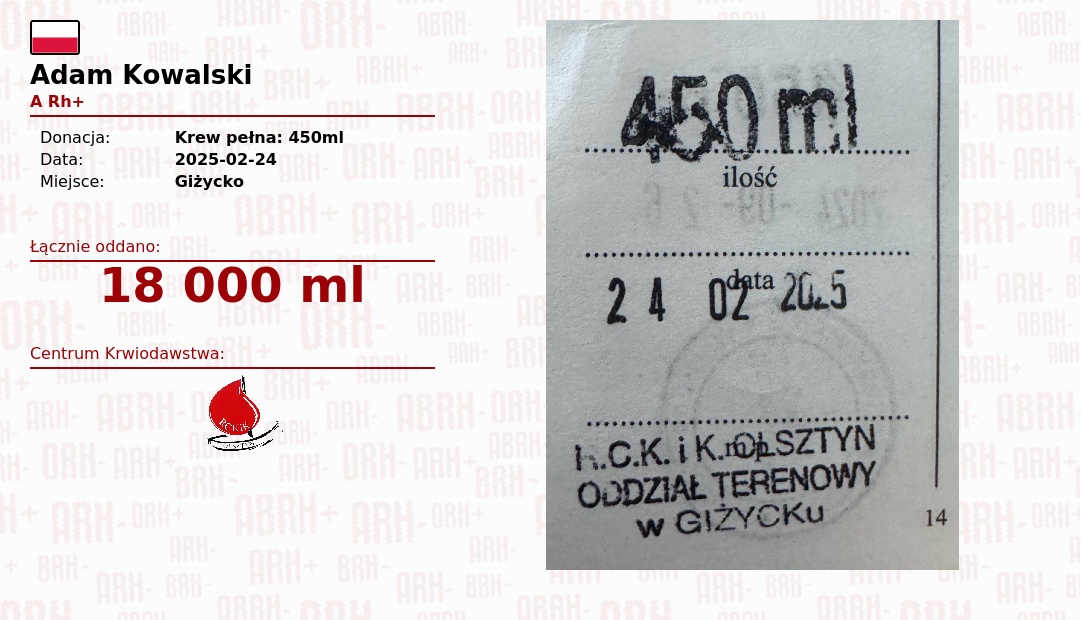 Adam Kowalski
A Rh+
Donacja: Krew pełna: 450ml
Data: 2025-02-24
Miejsce: Giżycko
Łącznie oddano:
18 000 ml
Centrum Krwiodawstwa:
450 ml
ilość
data
24 02 2025
R.C.K. i K. OLSZTYN
ODDZIAŁ TERENOWY
w GIŻYCKu
14